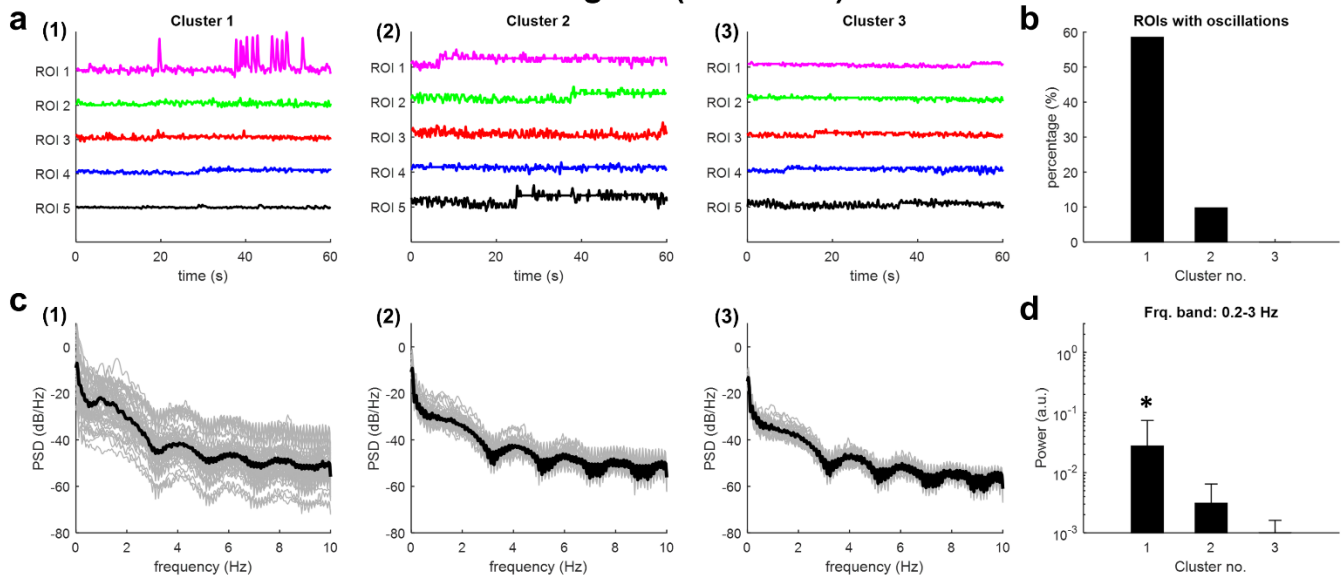 a
(1)
Cluster 1
ROI 1
ROI 2
ROI 3
ROI 4
ROI 5
0
20
40
60
time (s)
(2)
Cluster 2
ROI 1
ROI 2
ROI 3
ROI 4
ROI 5
0
20
40
60
time (s)
(3)
Cluster 3
ROI 1
ROI 2
ROI 3
ROI 4
ROI 5
0
20
40
60
time (s)
b
ROIs with oscillations
percentage (%)
60
50
40
30
20
10
0
1
2
3
Cluster no.
c
(1)
PSD (dB/Hz)
0
-20
-40
-60
-80
0
2
4
6
8
10
frequency (Hz)
(2)
PSD (dB/Hz)
0
-20
-40
-60
-80
0
2
4
6
8
10
frequency (Hz)
(3)
PSD (dB/Hz)
0
-20
-40
-60
-80
0
2
4
6
8
10
frequency (Hz)
d
Frq. band: 0.2-3 Hz
Power (a.u.)
10⁰
10⁻¹
10⁻²
10⁻³
*
1
2
3
Cluster no.